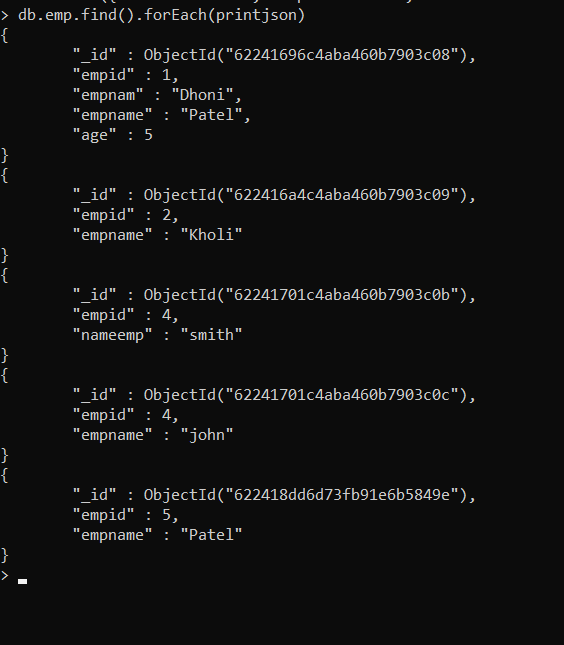 > db.emp.find().forEach(printjson)
{
"_id" : ObjectId("62241696c4aba460b7903c08"),
"empid" : 1,
"empnam" : "Dhoni",
"empname" : "Patel",
"age" : 5
}
{
"_id" : ObjectId("622416a4c4aba460b7903c09"),
"empid" : 2,
"empname" : "Kholi"
}
{
"_id" : ObjectId("62241701c4aba460b7903c0b"),
"empid" : 4,
"nameemp" : "smith"
}
{
"_id" : ObjectId("62241701c4aba460b7903c0c"),
"empid" : 4,
"empname" : "john"
}
{
"_id" : ObjectId("622418dd6d73fb91e6b5849e"),
"empid" : 5,
"empname" : "Patel"
}
>